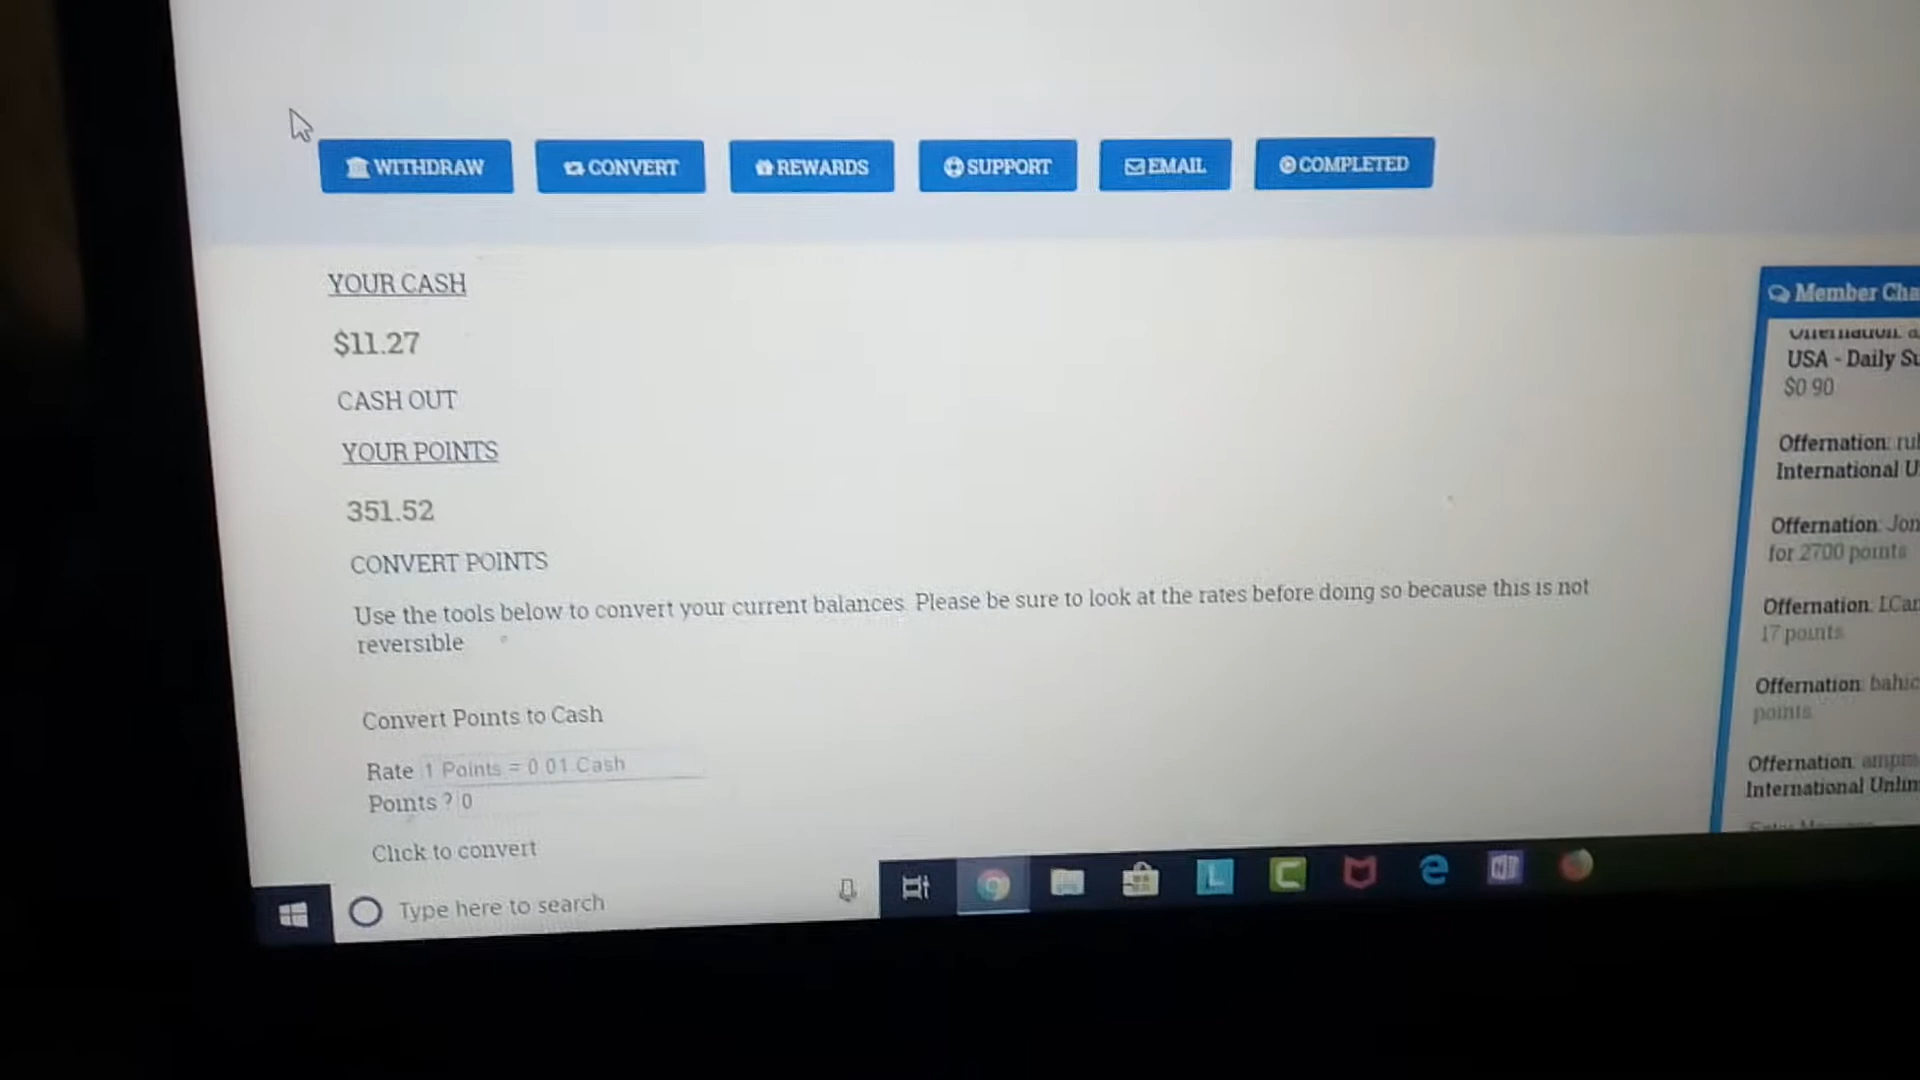 WITHDRAW CONVERT REWARDS SUPPORT EMAIL COMPLETED
YOUR CASH
$11.27
CASH OUT
YOUR POINTS
351.52
CONVERT POINTS
Use the tools below to convert your current balances. Please be sure to look at the rates before doing so because this is not
reversible
Convert Points to Cash
Rate 1 Points = 0.01 Cash
Points ? 0
Click to convert
Type here to search
Member
USA - Daily
$0.90
Offernation:
International
Offernation:
for 2700 points
Offernation:
17 points
Offernation:
points
Offernation:
International